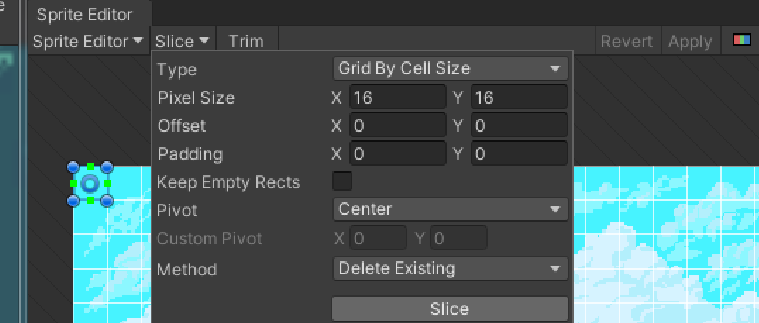 Sprite Editor
Sprite Editor Slice Trim Revert Apply
Type Grid By Cell Size
Pixel Size X 16 Y 16
Offset X 0 Y 0
Padding X 0 Y 0
Keep Empty Rects
Pivot Center
Custom Pivot X 0 Y 0
Method Delete Existing
Slice